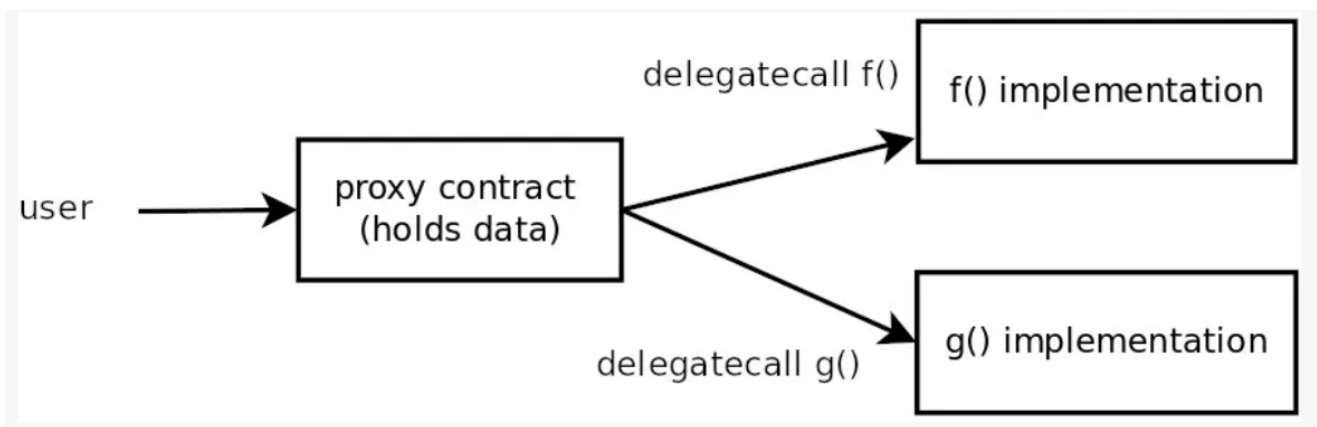 user
proxy contract
(holds data)
delegatecall f()
f() implementation
delegatecall g()
g() implementation